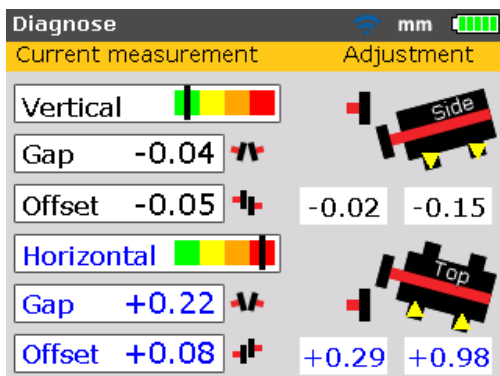 Diagnose mm
Current measurement Adjustment
Vertical Side
Gap -0.04
Offset -0.05 -0.02 -0.15
Horizontal Top
Gap +0.22
Offset +0.08 +0.29 +0.98